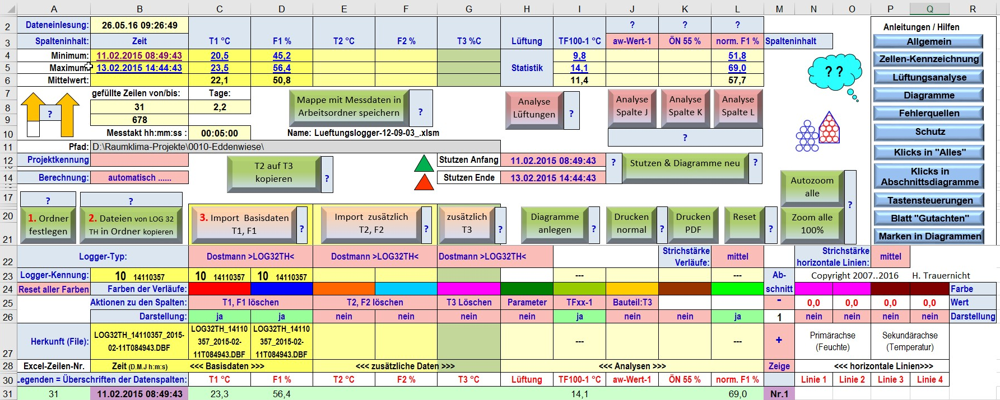 A B C D E F G H I J K L M N O P Q R
2 Dateneinlesung: 26.05.16 09:26:49 ? ? ? Anleitungen / Hilfen
3 Spalteninhalt: Zeit T1 °C F1 % T2 °C F2 % T3 %C Lüftung TF100-1 °C aw-Wert-1 ÖN 55 % norm. F1 % Spalteninhalt Allgemein
4 Minimum: 11.02.2015 08:49:43 20,5 45,2 9,8 51,8 Zellen-Kennzeichnung
5 Maximum: 13.02.2015 14:44:43 23,5 56,4 Statistik 14,1 69,0 ? ? Lüftungsanalyse
6 Mittelwert: 22,1 50,8 11,4 57,7
7 gefüllte Zeilen von/bis: Tage: Diagramme
8 ? 31 2,2 Mappe mit Messdaten in Arbeitsordner speichern ? Analyse Lüftungen ? Analyse Spalte J Analyse Spalte K Analyse Spalte L Fehlerquellen
9 678
10 Messtakt hh:mm:ss : 00:05:00 Name: Lueftungslogger-12-09-03_.xlsm ? Schutz
11 Pfad: D:\Raumklima-Projekte\0010-Eddenwiese\ Klicks in "Alles"
12 Projektkennung T2 auf T3 kopieren ? Stutzen Anfang 11.02.2015 08:49:43 ? Stutzen & Diagramme neu ? Klicks in Abschnittsdiagramme
14 Berechnung: automatisch ...... Stutzen Ende 13.02.2015 14:44:43 Autozoom alle ?
17 ? ? Tastensteuerungen
20 1. Ordner festlegen 2. Dateien von LOG 32 TH in Ordner kopieren 3. Import Basisdaten T1, F1 ? Import zusätzlich T2, F2 ? zusätzlich T3 ? Diagramme anlegen ? Drucken normal ? Drucken PDF Reset ? Zoom alle 100% Blatt "Gutachten"
21 Marken in Diagrammen
22 Logger-Typ: Dostmann >LOG32TH< Dostmann >LOG32TH< Dostmann >LOG32TH< Strichstärke Verläufe: mittel Strichstärke horizontale Linien: mittel
23 Logger-Kennung: 10 14110357 10 14110357 10 14110357 --- --- Ab- Copyright 2007..2016 H. Trauernicht
24 Reset aller Farben Farben der Verläufe: schnitt Farbe
25 Aktionen zu den Spalten: T1, F1 löschen T2, F2 löschen T3 Löschen Parameter TFxx-1 Bauteil:T3 - 0,0 0,0 0,0 0,0 Wert
26 Darstellung: ja ja nein nein nein nein ja nein nein ja 1 nein nein nein nein Darstellung
27 Herkunft (File): LOG32TH_14110357_2015-02-11T084943.DBF LOG32TH_14110357_2015-02-11T084943.DBF LOG32TH_14110357_2015-02-11T084943.DBF --- --- + Primärachse (Feuchte) Sekundärachse (Temperatur)
28 Excel-Zeilen-Nr. Zeit (D.M.J h:m:s) <<< Basisdaten >>> <<< zusätzliche Daten >>> <<< Analysen >>> Zeige <<< horizontale Linien>>>
30 Legenden = Überschriften der Datenspalten: T1 °C F1 % T2 °C F2 % T3 °C Lüftung TF100-1 °C aw-Wert-1 ÖN 55 % norm. F1 % Linie 1 Linie 2 Linie 3 Linie 4
31 31 11.02.2015 08:49:43 23,3 56,4 14,1 69,0 Nr.1